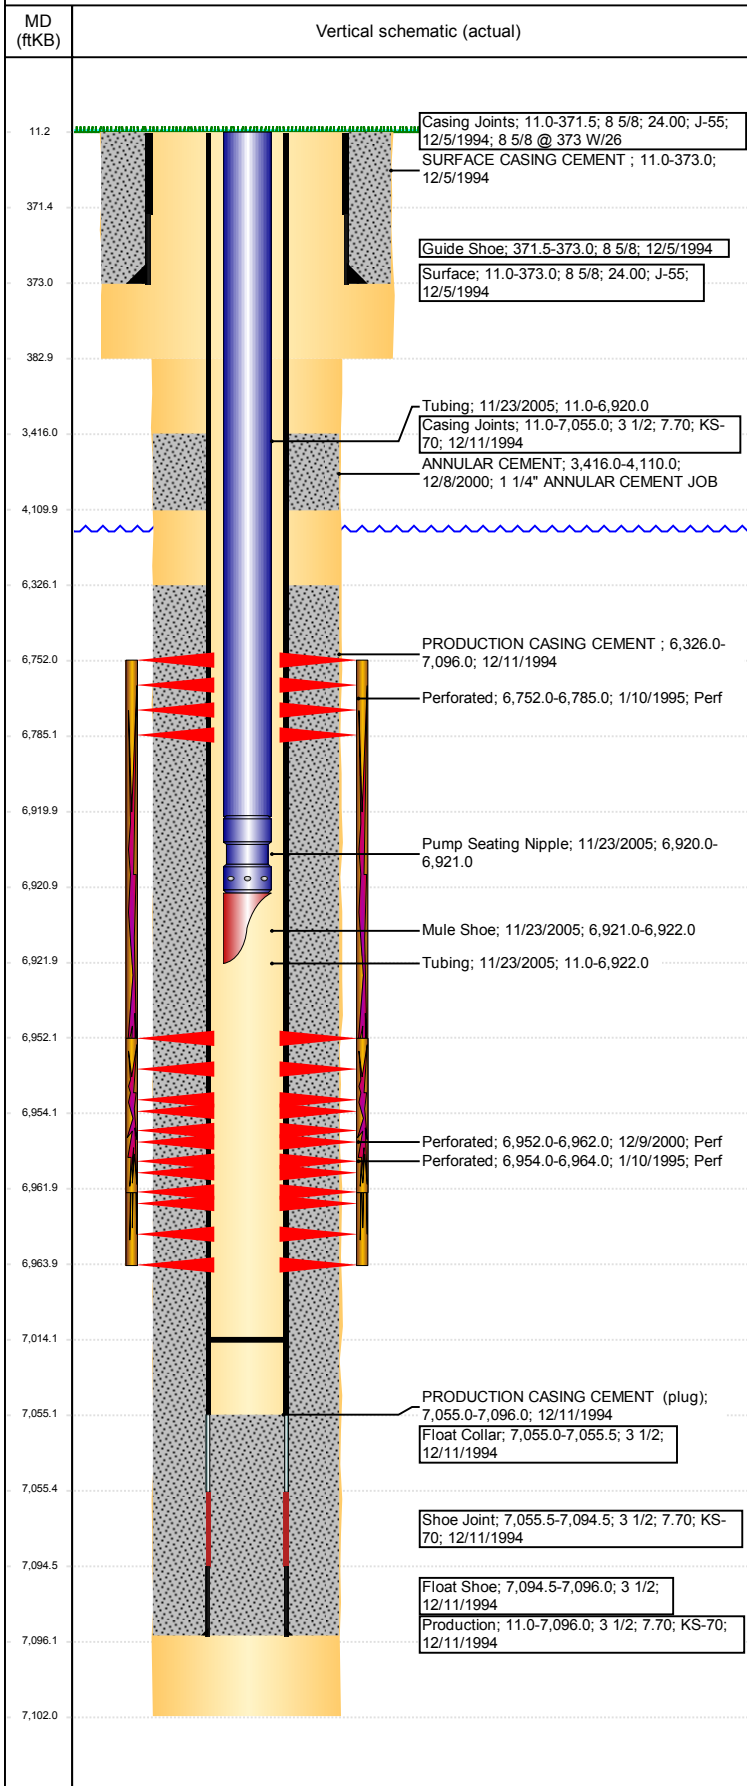 MD
(ftKB)
Vertical schematic (actual)
11.2
Casing Joints; 11.0-371.5; 8 5/8; 24.00; J-55;
12/5/1994; 8 5/8 @ 373 W/26
SURFACE CASING CEMENT ; 11.0-373.0;
12/5/1994
371.4
Guide Shoe; 371.5-373.0; 8 5/8; 12/5/1994
Surface; 11.0-373.0; 8 5/8; 24.00; J-55;
12/5/1994
373.0
382.9
Tubing; 11/23/2005; 11.0-6,920.0
Casing Joints; 11.0-7,055.0; 3 1/2; 7.70; KS-
70; 12/11/1994
3,416.0
ANNULAR CEMENT; 3,416.0-4,110.0;
12/8/2000; 1 1/4" ANNULAR CEMENT JOB
4,109.9
6,326.1
PRODUCTION CASING CEMENT ; 6,326.0-
7,096.0; 12/11/1994
6,752.0
Perforated; 6,752.0-6,785.0; 1/10/1995; Perf
6,785.1
6,919.9
Pump Seating Nipple; 11/23/2005; 6,920.0-
6,921.0
6,920.9
Mule Shoe; 11/23/2005; 6,921.0-6,922.0
6,921.9
Tubing; 11/23/2005; 11.0-6,922.0
6,952.1
6,954.1
Perforated; 6,952.0-6,962.0; 12/9/2000; Perf
Perforated; 6,954.0-6,964.0; 1/10/1995; Perf
6,961.9
6,963.9
7,014.1
PRODUCTION CASING CEMENT (plug);
7,055.0-7,096.0; 12/11/1994
7,055.1
Float Collar; 7,055.0-7,055.5; 3 1/2;
12/11/1994
7,055.4
Shoe Joint; 7,055.5-7,094.5; 3 1/2; 7.70; KS-
70; 12/11/1994
7,094.5
Float Shoe; 7,094.5-7,096.0; 3 1/2;
12/11/1994
Production; 11.0-7,096.0; 3 1/2; 7.70; KS-70;
12/11/1994
7,096.1
7,102.0